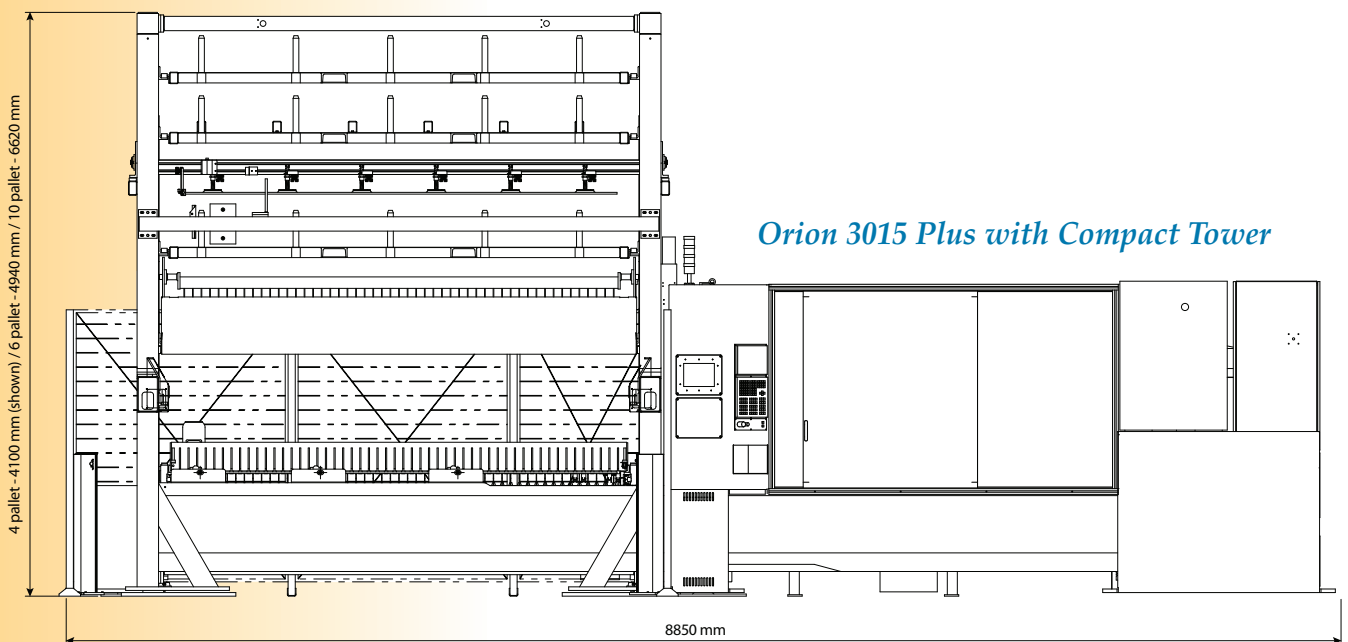 4 pallet - 4100 mm (shown) / 6 pallet - 4940 mm / 10 pallet - 6620 mm
Orion 3015 Plus with Compact Tower
8850 mm